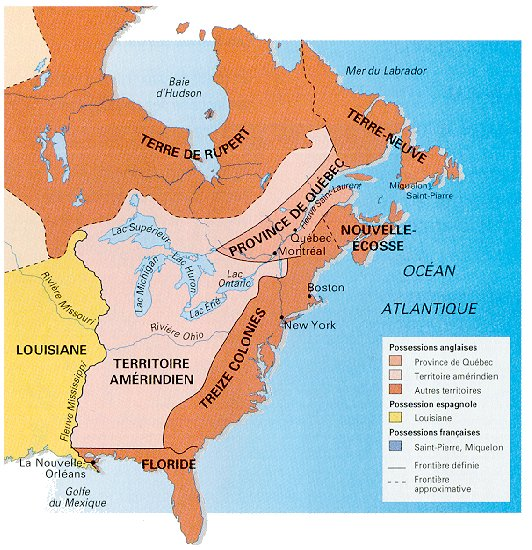 Baie
d'Hudson
Mer du Labrador
TERRE DE RUPERT
TERRE-NEUVE
PROVINCE DE QUÉBEC
Fleuve Saint-Laurent
Miquelon
Saint-Pierre
Lac Supérieur
Québec
NOUVELLE-
ÉCOSSE
Montréal
Lac Michigan
Lac Huron
Lac
Ontario
Lac Érié
OCÉAN
ATLANTIQUE
Rivière Missouri
Boston
New York
Rivière Ohio
TREIZE COLONIES
LOUISIANE
TERRITOIRE
AMÉRINDIEN
Fleuve Mississippi
La Nouvelle
Orléans
FLORIDE
Golfe
du Mexique
Possessions anglaises
Province de Québec
Territoire amérindien
Autres territoires
Possession espagnole
Louisiane
Possessions françaises
Saint-Pierre, Miquelon
Frontière définie
Frontière
approximative